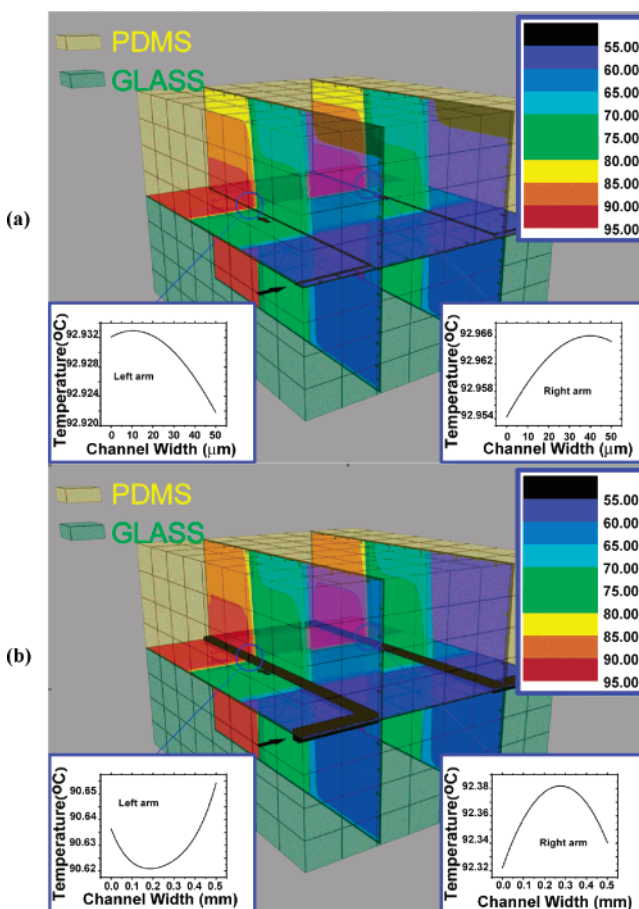 (a)
PDMS
GLASS
55.00
60.00
65.00
70.00
75.00
80.00
85.00
90.00
95.00
Temperature(oC)
92.932
92.928
92.924
92.920
Left arm
0 10 20 30 40 50
Channel Width (μm)
Temperature(oC)
92.966
92.962
92.958
92.954
Right arm
0 10 20 30 40 50
Channel Width (μm)
(b)
PDMS
GLASS
55.00
60.00
65.00
70.00
75.00
80.00
85.00
90.00
95.00
Temperature(oC)
90.65
90.64
90.63
90.62
Left arm
0.0 0.1 0.2 0.3 0.4 0.5
Channel Width (mm)
Temperature(oC)
92.38
92.36
92.34
92.32
Right arm
0.0 0.1 0.2 0.3 0.4 0.5
Channel Width (mm)